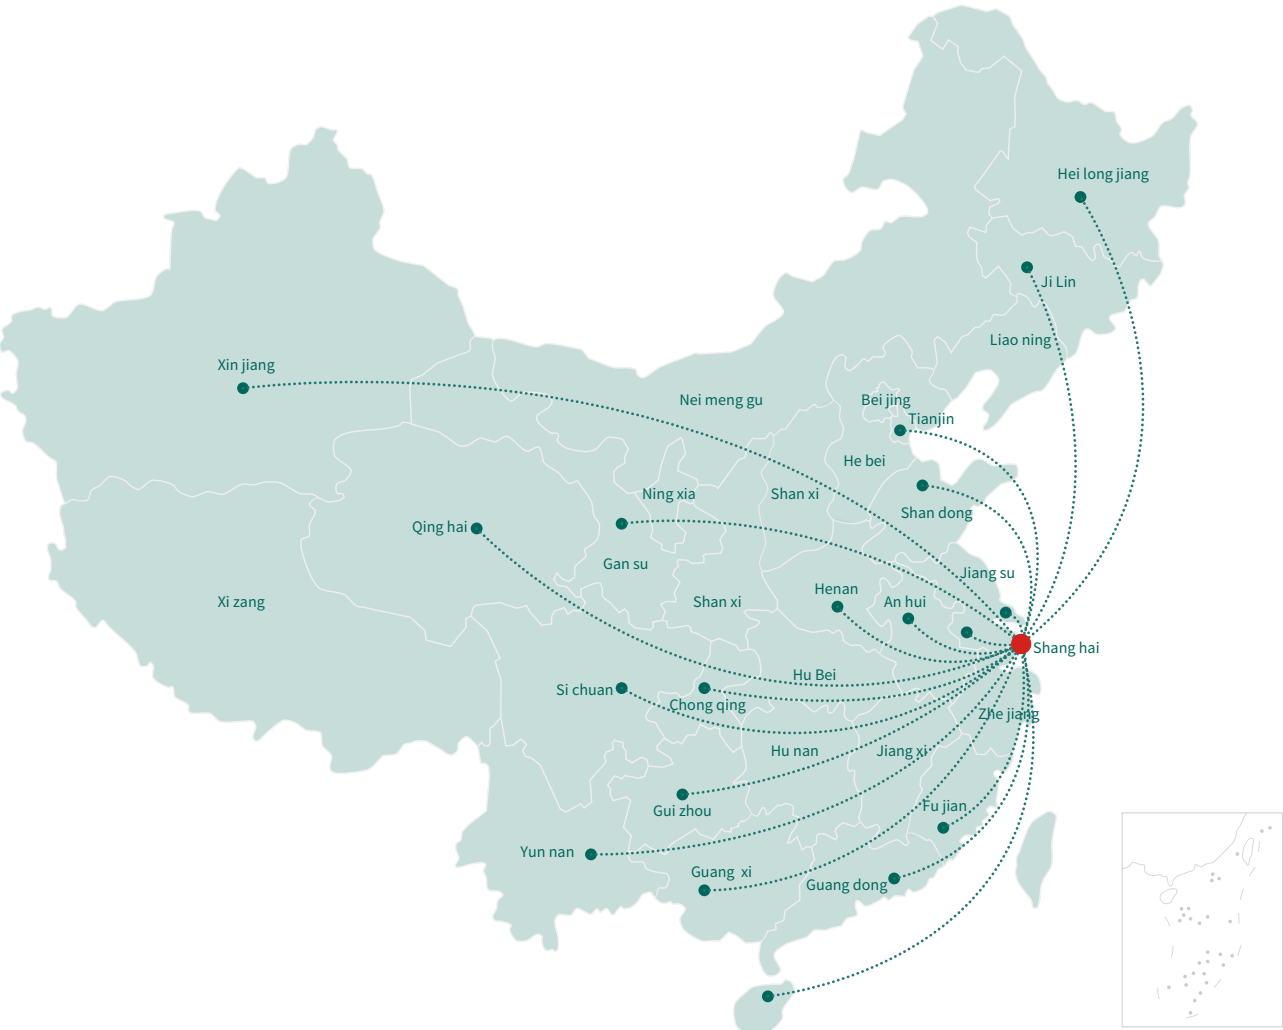 Hei long jiang
Ji Lin
Liao ning
Xin jiang
Nei meng gu
Bei jing
Tianjin
He bei
Ning xia
Shan xi
Shan dong
Qing hai
Gan su
Jiang su
Henan
An hui
Xi zang
Shan xi
Shang hai
Hu Bei
Si chuan
Chong qing
Zhe jiang
Hu nan
Jiang xi
Gui zhou
Fu jian
Yun nan
Guang xi
Guang dong